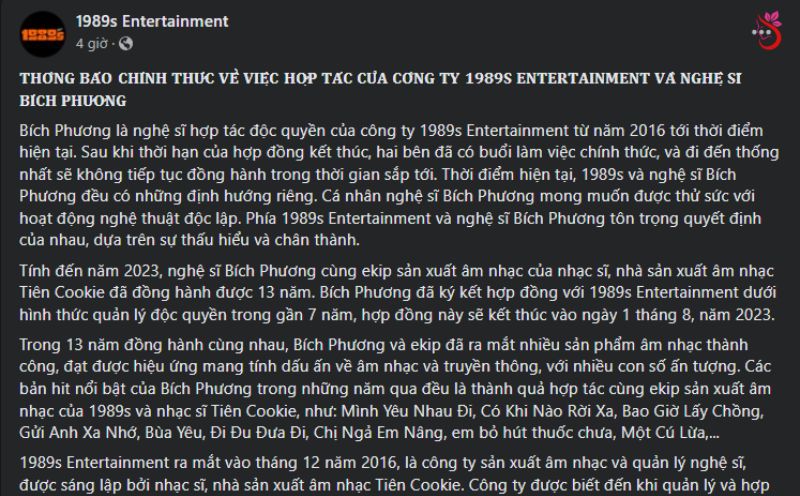 1989s
1989s Entertainment
4 giờ ·
THÔNG BÁO CHÍNH THỨC VỀ VIỆC HỢP TÁC CỦA CÔNG TY 1989S ENTERTAINMENT VÀ NGHỆ SĨ
BÍCH PHƯƠNG
Bích Phương là nghệ sĩ hợp tác độc quyền của công ty 1989s Entertainment từ năm 2016 tới thời điểm
hiện tại. Sau khi thời hạn của hợp đồng kết thúc, hai bên đã có buổi làm việc chính thức, và đi đến thống
nhất sẽ không tiếp tục đồng hành trong thời gian sắp tới. Thời điểm hiện tại, 1989s và nghệ sĩ Bích
Phương đều có những định hướng riêng. Cá nhân nghệ sĩ Bích Phương mong muốn được thử sức với
hoạt động nghệ thuật độc lập. Phía 1989s Entertainment và nghệ sĩ Bích Phương tôn trọng quyết định
của nhau, dựa trên sự thấu hiểu và chân thành.
Tính đến năm 2023, nghệ sĩ Bích Phương cùng ekip sản xuất âm nhạc của nhạc sĩ, nhà sản xuất âm nhạc
Tiên Cookie đã đồng hành được 13 năm. Bích Phương đã ký kết hợp đồng với 1989s Entertainment dưới
hình thức quản lý độc quyền trong gần 7 năm, hợp đồng này sẽ kết thúc vào ngày 1 tháng 8, năm 2023.
Trong 13 năm đồng hành cùng nhau, Bích Phương và ekip đã ra mắt nhiều sản phẩm âm nhạc thành
công, đạt được hiệu ứng mang tính dấu ấn về âm nhạc và truyền thông, với nhiều con số ấn tượng. Các
bản hit nổi bật của Bích Phương trong những năm qua đều là thành quả hợp tác cùng ekip sản xuất âm
nhạc của 1989s và nhạc sĩ Tiên Cookie, như: Mình Yêu Nhau Đi, Có Khi Nào Rời Xa, Bao Giờ Lấy Chồng,
Gửi Anh Xa Nhớ, Bùa Yêu, Đi Đu Đưa Đi, Chị Ngả Em Nâng, em bỏ hút thuốc chưa, Một Cú Lừa,...
1989s Entertainment ra mắt vào tháng 12 năm 2016, là công ty sản xuất âm nhạc và quản lý nghệ sĩ,
được sáng lập bởi nhạc sĩ, nhà sản xuất âm nhạc Tiên Cookie. Công ty được biết đến khi quản lý và hợp